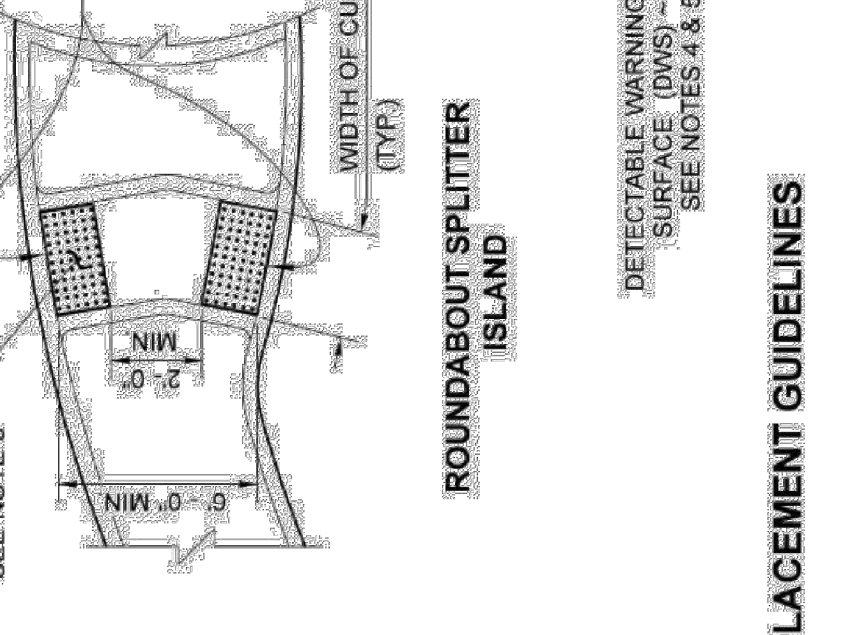 WIDTH OF CU
(TYP.)
2' - 0"
MIN
6' - 0" MIN
ROUNDABOUT SPLITTER
ISLAND
DETECTABLE WARNING
SURFACE (DWS) ~
SEE NOTES 4 & 5
LACEMENT GUIDELINES